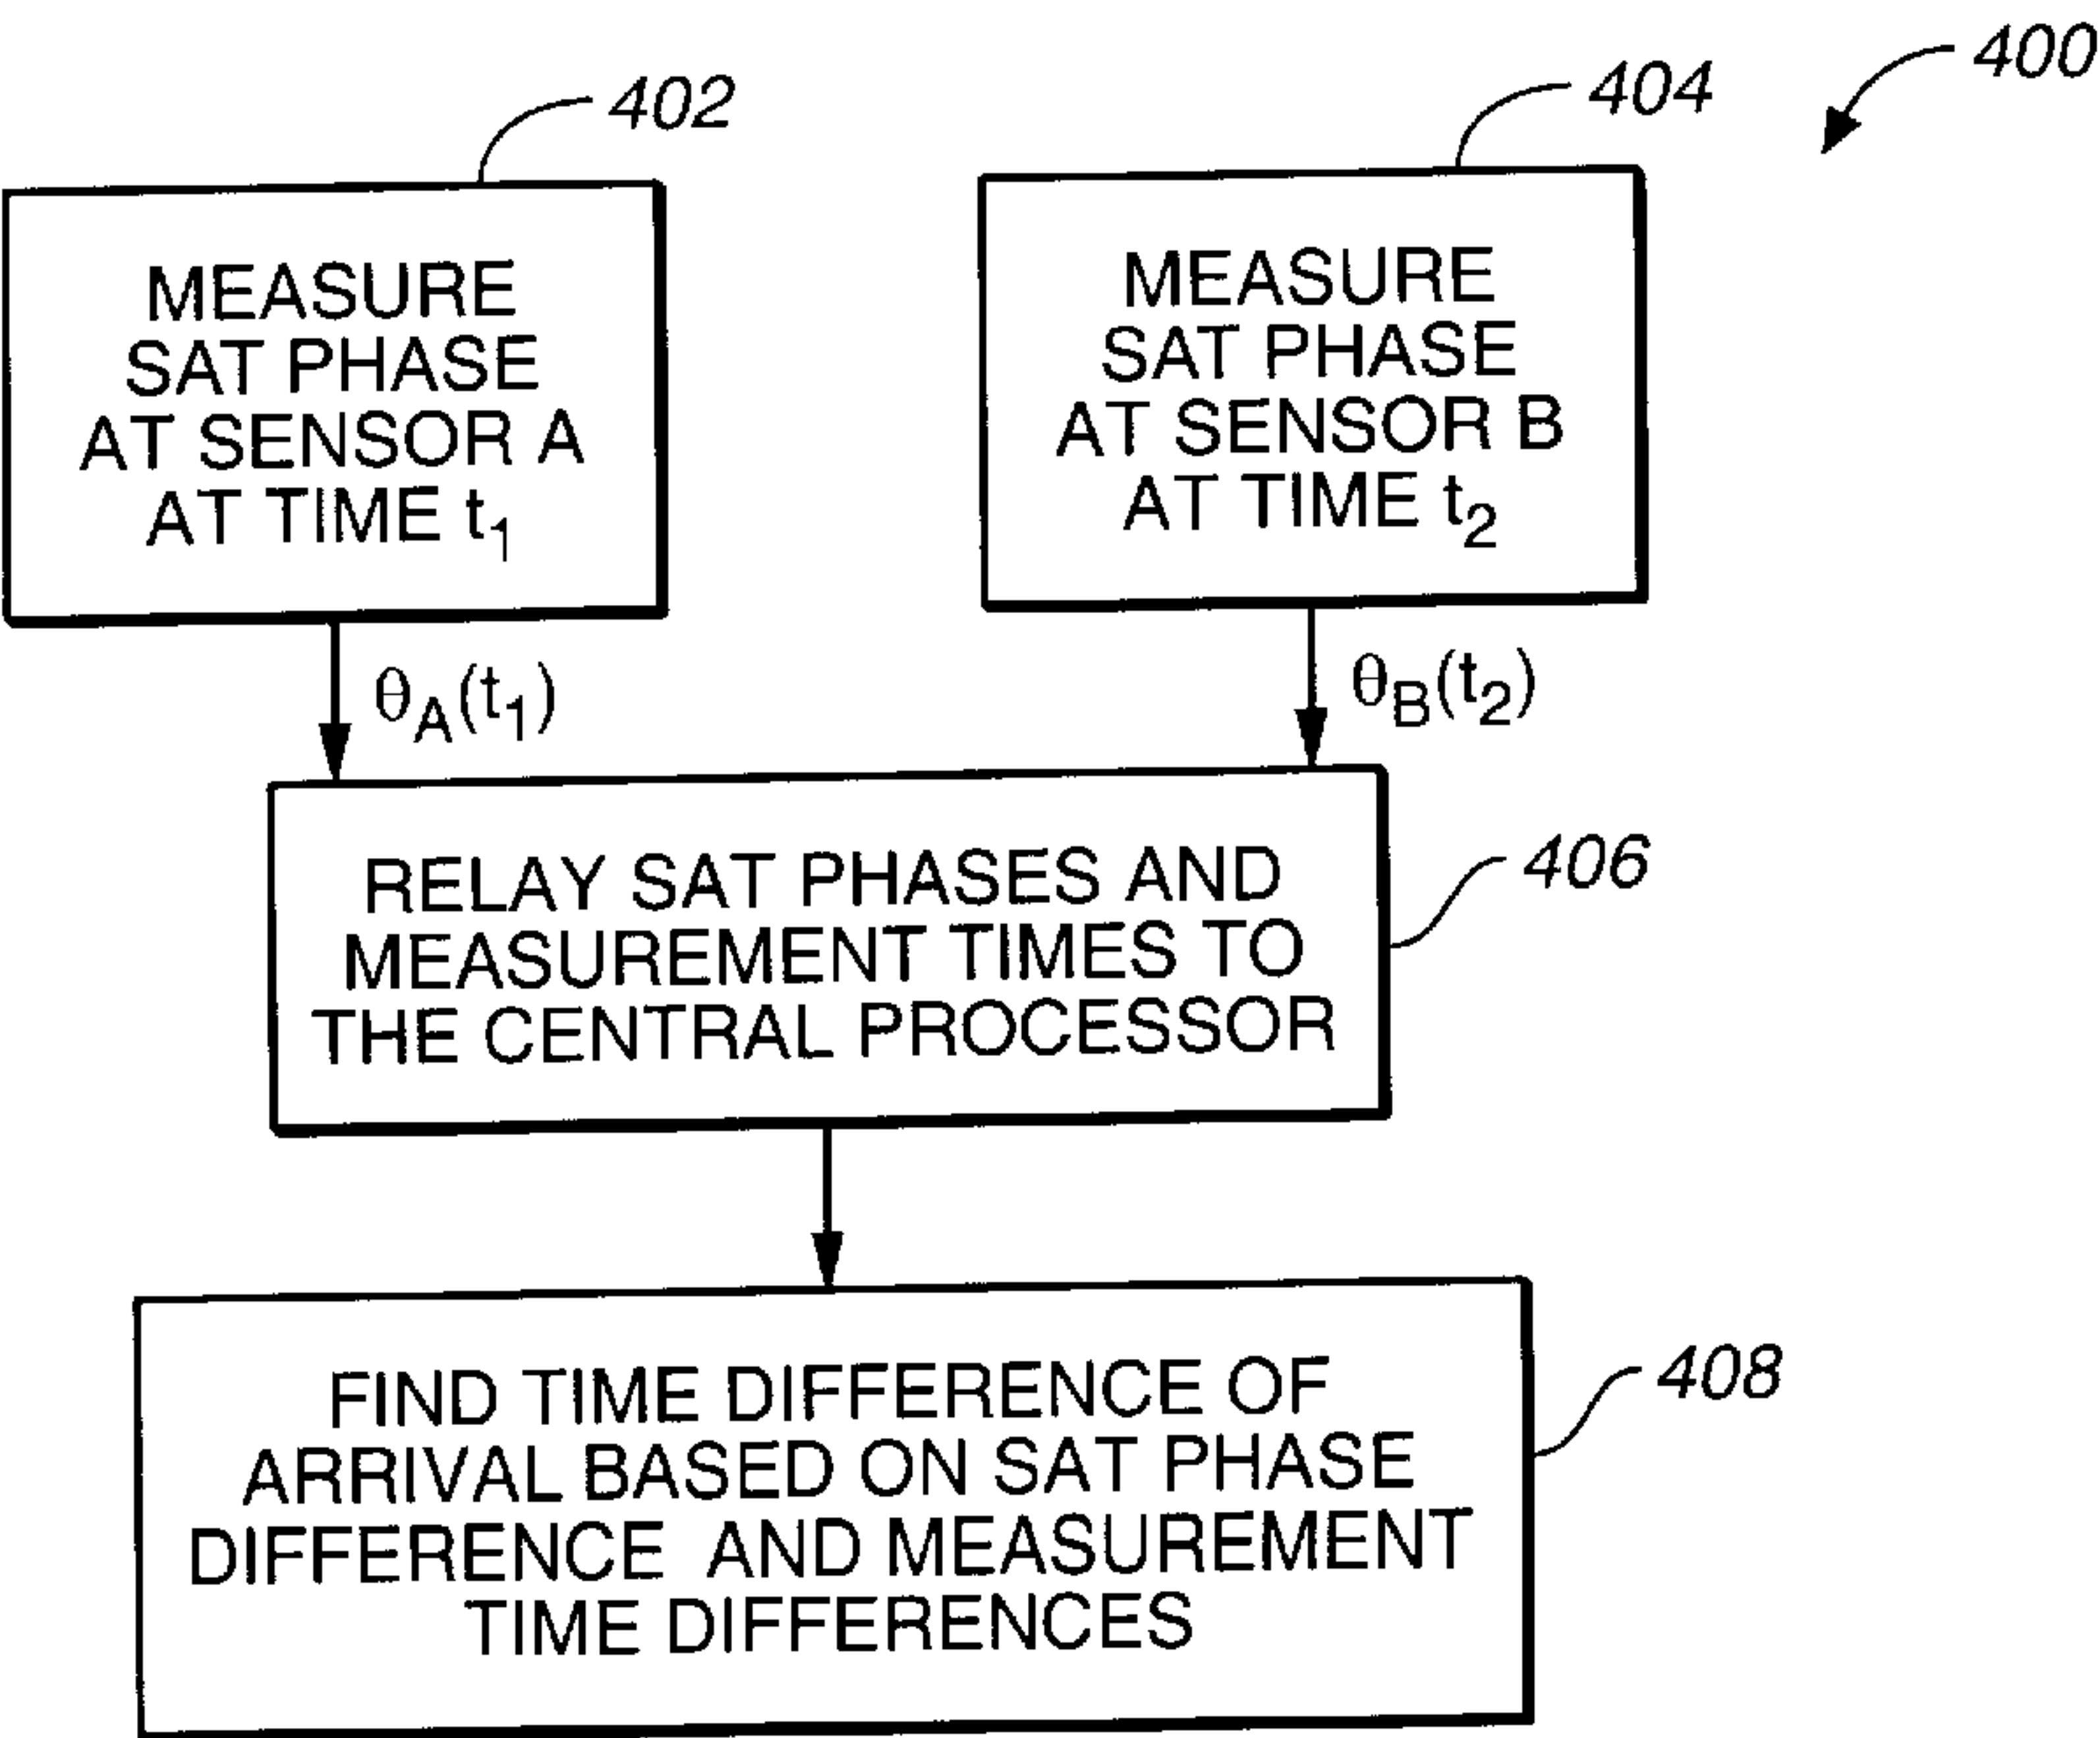 400
402
404
MEASURE
SAT PHASE
AT SENSOR A
AT TIME t₁
MEASURE
SAT PHASE
AT SENSOR B
AT TIME t₂
θ_A(t₁)
θ_B(t₂)
RELAY SAT PHASES AND
MEASUREMENT TIMES TO
THE CENTRAL PROCESSOR
406
FIND TIME DIFFERENCE OF
ARRIVAL BASED ON SAT PHASE
DIFFERENCE AND MEASUREMENT
TIME DIFFERENCES
408